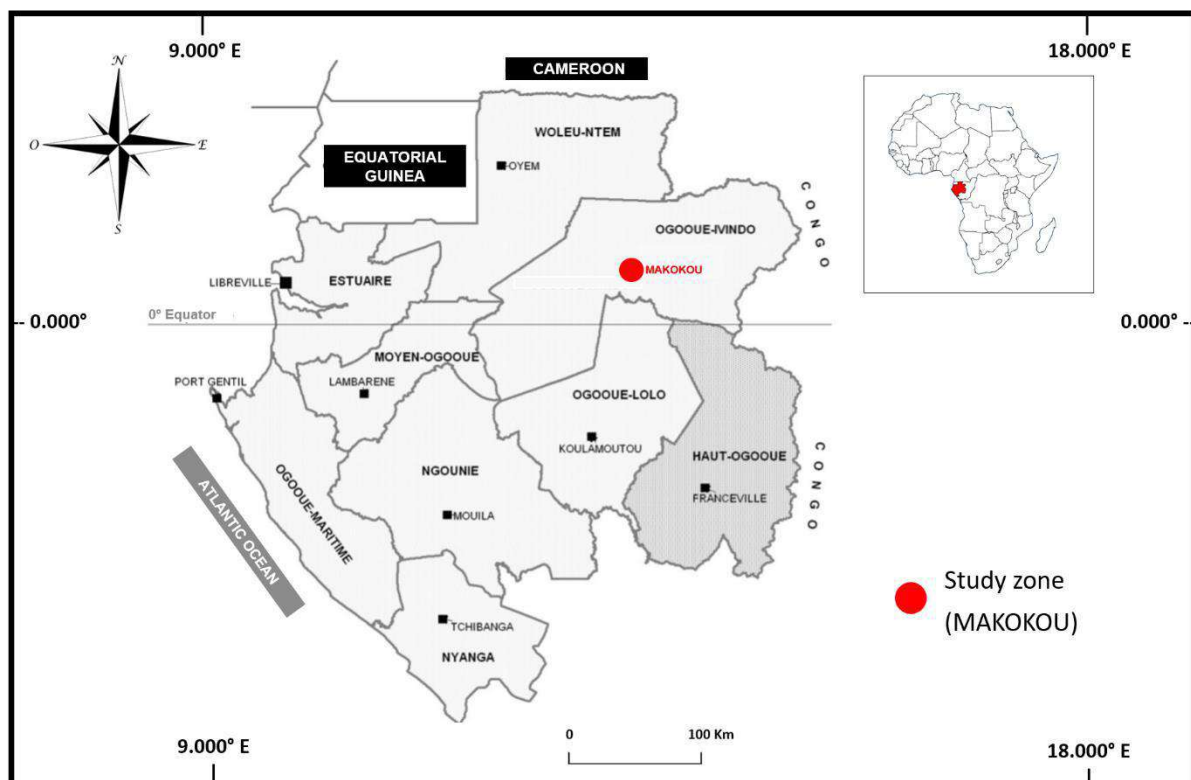 9.000° E
18.000° E
N
O
E
S
CAMEROON
WOLEU-NTEM
EQUATORIAL
GUINEA
OYEM
CONGO
OGOOUE-IVINDO
MAKOKOU
LIBREVILLE
ESTUAIRE
0° Equator
-- 0.000°
0.000° --
MOYEN-OGOOUE
PORT GENTIL
LAMBARENE
OGOOUE-LOLO
KOULAMOUTOU
HAUT-OGOOUE
FRANCEVILLE
CONGO
NGOUNIE
MOUILA
OGOOUE-MARITIME
ATLANTIC OCEAN
Study zone
(MAKOKOU)
TCHIBANGA
NYANGA
0
100 Km
9.000° E
18.000° E